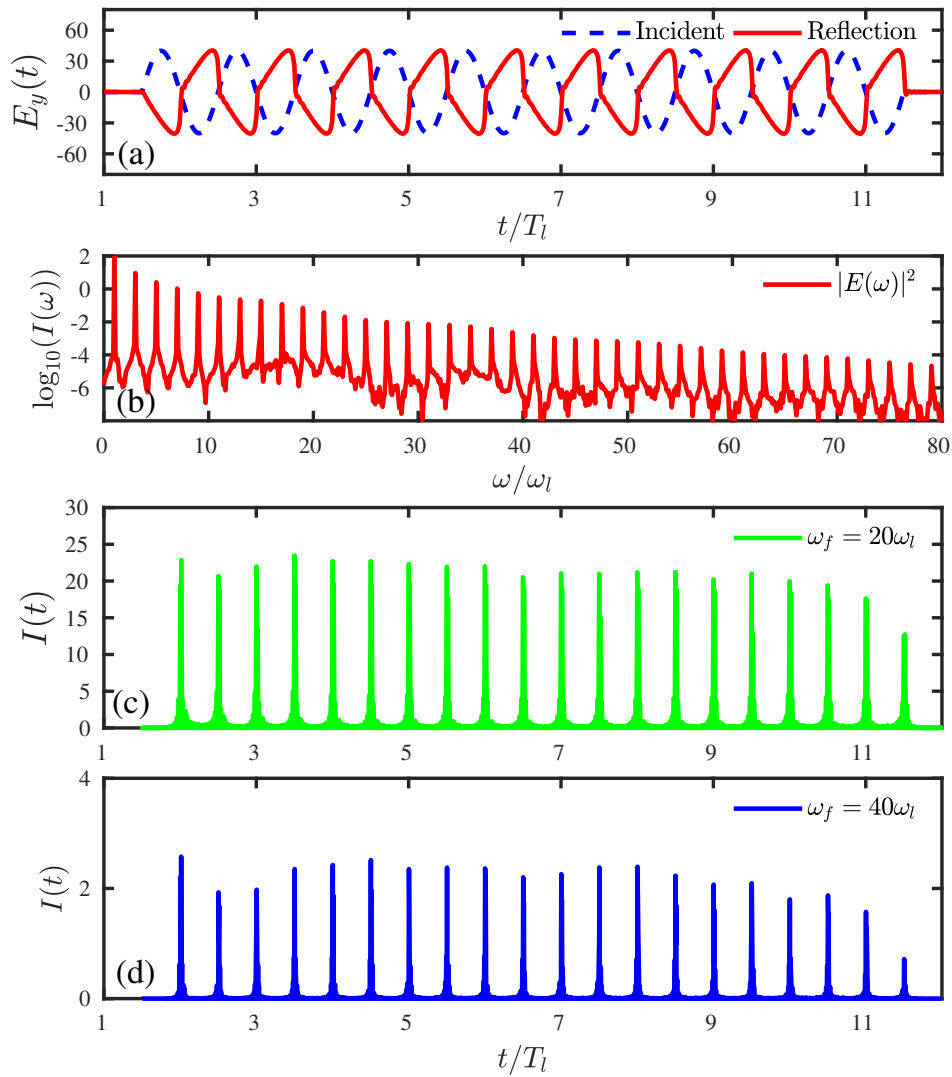 60
Incident
Reflection
30
0
-30
-60
E_y(t)
(a)
1 3 5 7 9 11
t/T_l
2
0
-2
-4
-6
|E(ω)|^2
log_10(I(ω))
(b)
0 10 20 30 40 50 60 70 80
ω/ω_l
30
25
20
15
10
5
0
ω_f = 20ω_l
I(t)
(c)
1 3 5 7 9 11
4
2
0
ω_f = 40ω_l
I(t)
(d)
1 3 5 7 9 11
t/T_l